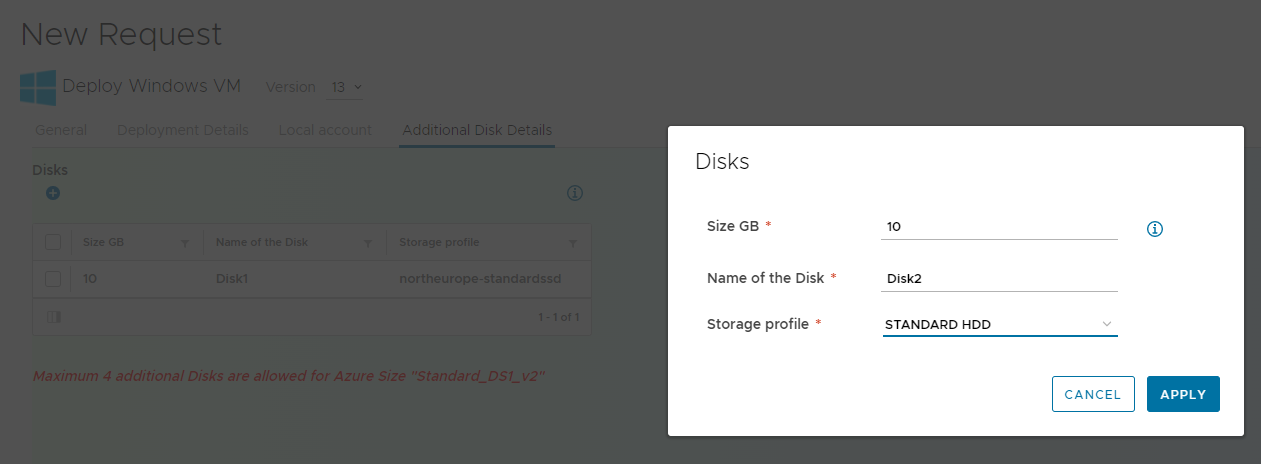 New Request
Deploy Windows VM Version 13
General Deployment Details Local account Additional Disk Details
Disks
Size GB Name of the Disk Storage profile
10 Disk1 northeurope-standardssd
1 - 1 of 1
Maximum 4 additional Disks are allowed for Azure Size "Standard_DS1_v2"
Disks
Size GB * 10
Name of the Disk * Disk2
Storage profile * STANDARD HDD
CANCEL APPLY